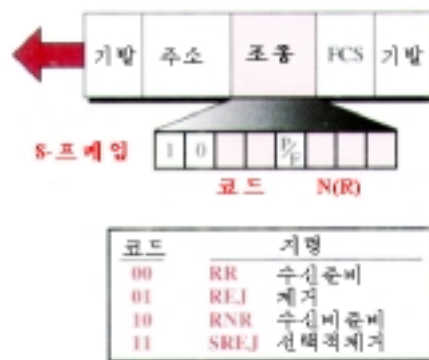 기발 주소 조종 FCS 기발
S-프레임 1 0 P/F
코드 N(R)
코드 지령
00 RR 수신준비
01 REJ 제거
10 RNR 수신비준비
11 SREJ 선택적제거